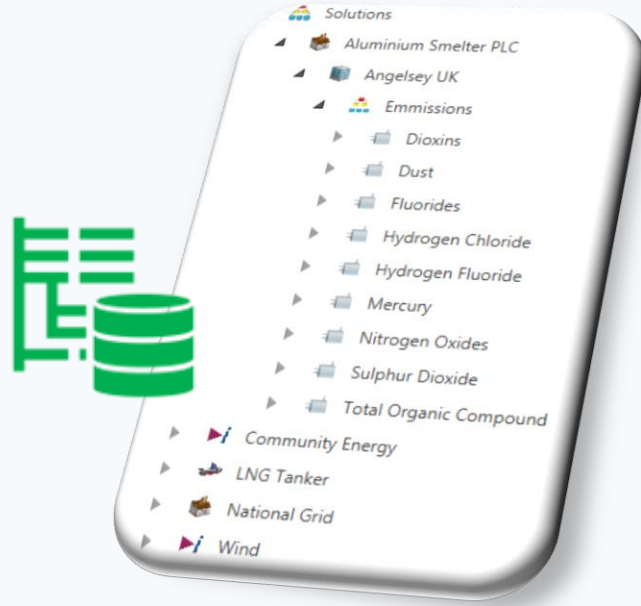 Solutions
Aluminium Smelter PLC
Angelsey UK
Emmissions
Dioxins
Dust
Fluorides
Hydrogen Chloride
Hydrogen Fluoride
Mercury
Nitrogen Oxides
Sulphur Dioxide
Total Organic Compound
Community Energy
LNG Tanker
National Grid
Wind